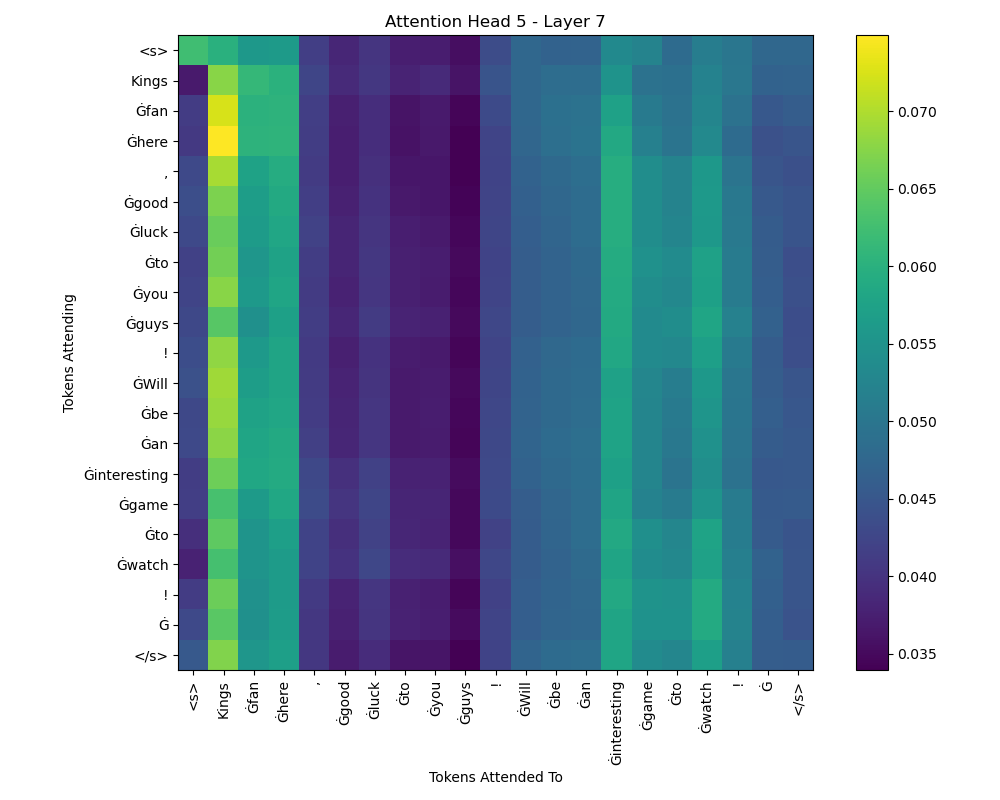 Attention Head 5 - Layer 7
Tokens Attending
<s>
Kings
Ġfan
Ġhere
,
Ġgood
Ġluck
Ġto
Ġyou
Ġguys
!
ĠWill
Ġbe
Ġan
Ġinteresting
Ġgame
Ġto
Ġwatch
!
Ġ
</s>
<s>
Kings
Ġfan
Ġhere
,
Ġgood
Ġluck
Ġto
Ġyou
Ġguys
!
ĠWill
Ġbe
Ġan
Ġinteresting
Ġgame
Ġto
Ġwatch
!
Ġ
</s>
Tokens Attended To
0.070
0.065
0.060
0.055
0.050
0.045
0.040
0.035